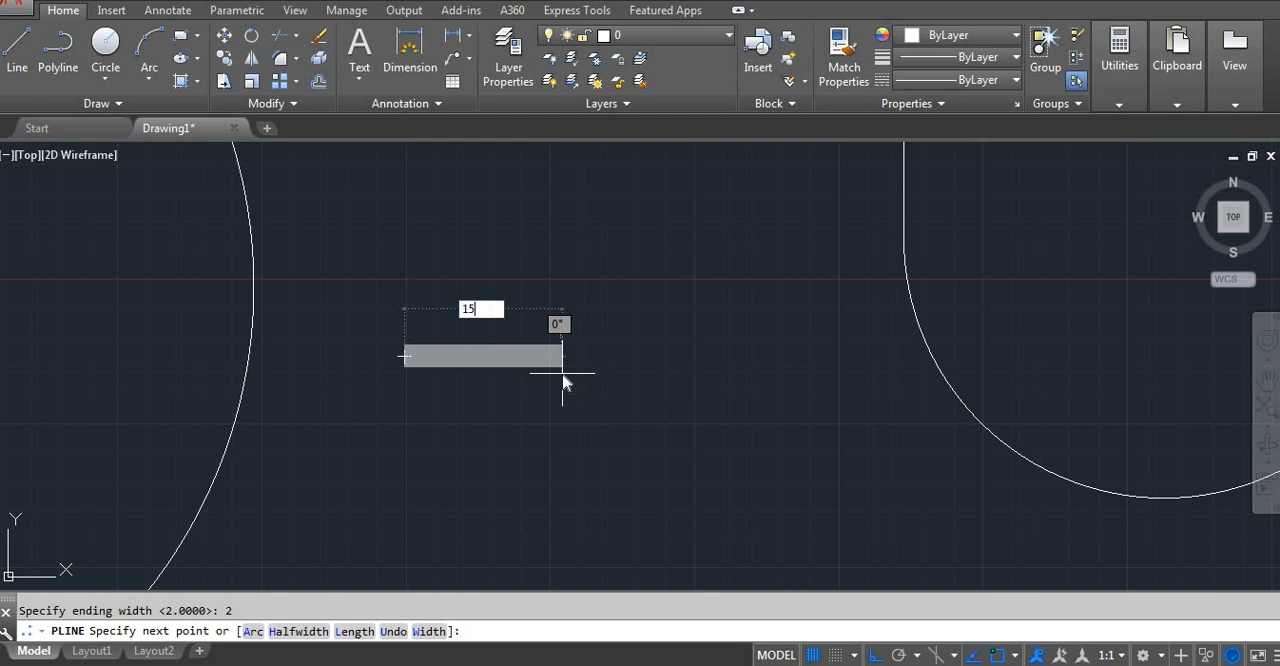 Home Insert Annotate Parametric View Manage Output Add-ins A360 Express Tools Featured Apps
Line Polyline Circle Arc
Text Dimension
Layer Properties
0
Insert
Match Properties
ByLayer
ByLayer
ByLayer
Group
Utilities Clipboard View
Draw Modify Annotation Layers Block Properties Groups
Start Drawing1*
[−][Top][2D Wireframe]
N
W TOP E
S
WCS
15
0°
Y
X
Specify ending width <2.0000>: 2
PLINE Specify next point or [Arc Halfwidth Length Undo Width]:
Model Layout1 Layout2 + MODEL 1:1